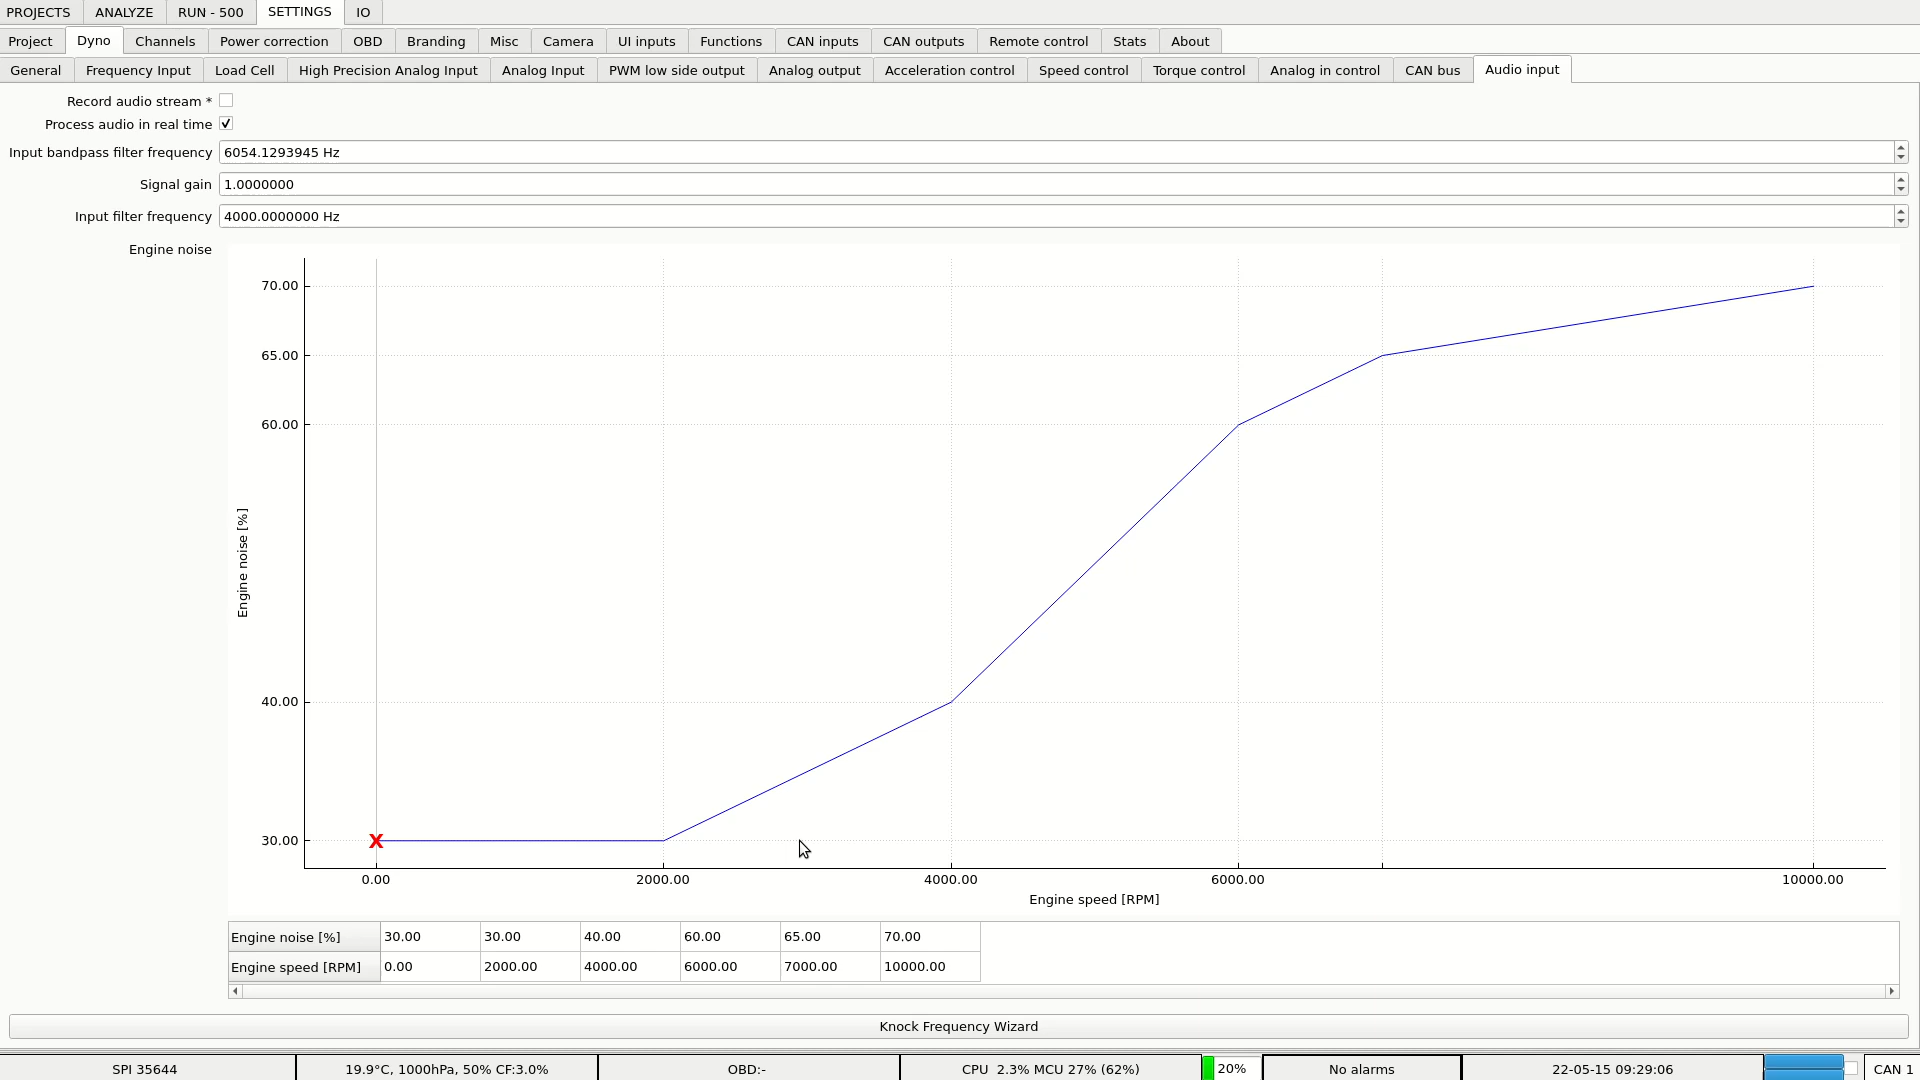 PROJECTS ANALYZE RUN - 500 SETTINGS IO
Project Dyno Channels Power correction OBD Branding Misc Camera UI inputs Functions CAN inputs CAN outputs Remote control Stats About
General Frequency Input Load Cell High Precision Analog Input Analog Input PWM low side output Analog output Acceleration control Speed control Torque control Analog in control CAN bus Audio input
Record audio stream *
Process audio in real time
Input bandpass filter frequency 6054.1293945 Hz
Signal gain 1.0000000
Input filter frequency 4000.0000000 Hz
Engine noise
70.00
65.00
60.00
40.00
30.00
Engine noise [%]
X
0.00 2000.00 4000.00 6000.00 10000.00
Engine speed [RPM]
Engine noise [%] 30.00 30.00 40.00 60.00 65.00 70.00
Engine speed [RPM] 0.00 2000.00 4000.00 6000.00 7000.00 10000.00
Knock Frequency Wizard
SPI 35644 19.9°C, 1000hPa, 50% CF:3.0% OBD:- CPU 2.3% MCU 27% (62%) 20% No alarms 22-05-15 09:29:06 CAN 1